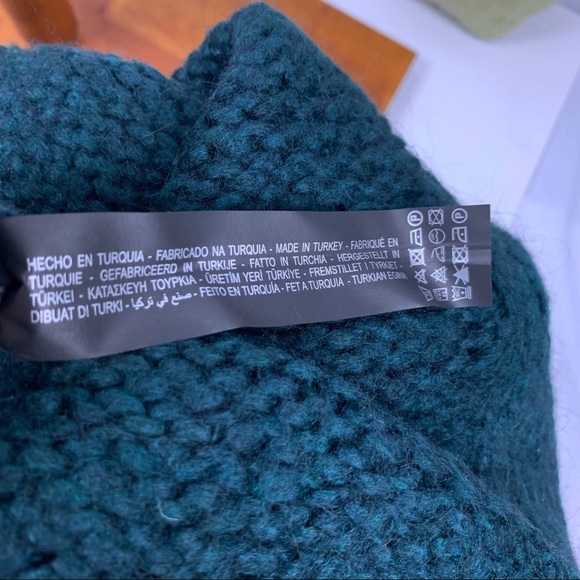 HECHO EN TURQUIA - FABRICADO NA TURQUIA - MADE IN TURKEY - FABRIQUÉ EN
TURQUIE - GEFABRICEERD IN TURKIJE - FATTO IN TURCHIA - HERGESTELLT IN
TÜRKEI - ΚΑΤΑΣΚΕΥΗ ΤΟΥΡΚΙΑ - ÜRETİM YERİ TÜRKİYE - FREMSTILLET I TYRKIET -
DIBUAT DI TURKI - صنع في تركيا - FEITO EN TURQUÍA - FET A TURQUIA - TURKIAN EGINA